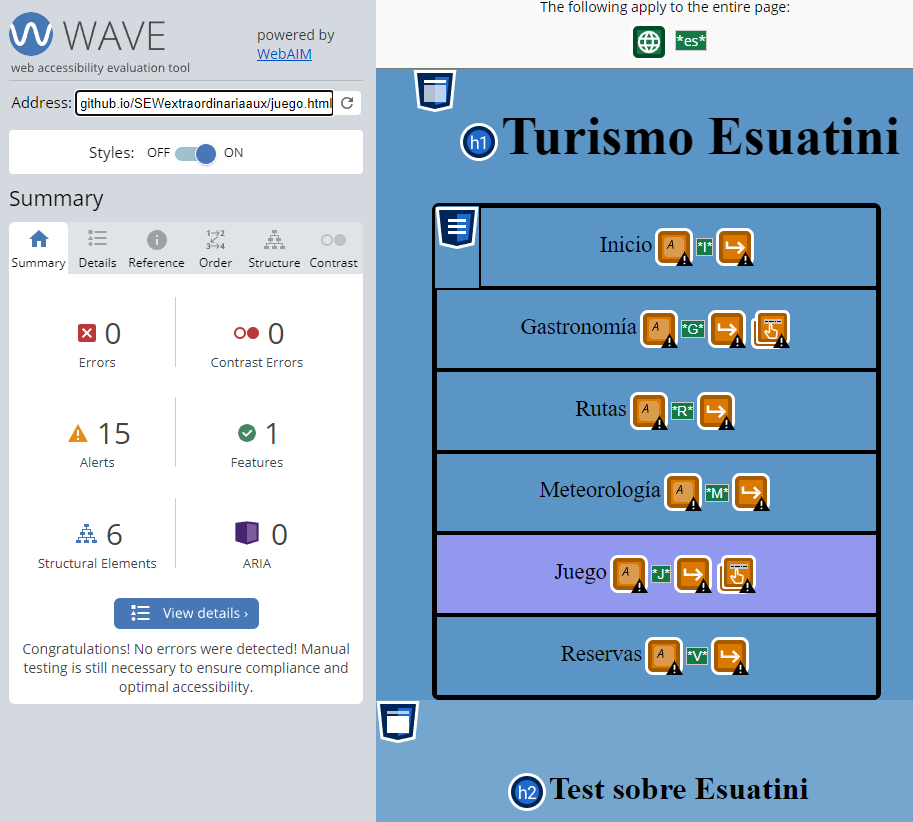 WAVE
web accessibility evaluation tool
powered by
WebAIM
Address: github.io/SEWextraordinariaaux/juego.html
Styles: OFF ON
Summary
Summary Details Reference Order Structure Contrast
0
Errors
0
Contrast Errors
15
Alerts
1
Features
6
Structural Elements
0
ARIA
View details ›
Congratulations! No errors were detected! Manual
testing is still necessary to ensure compliance and
optimal accessibility.
The following apply to the entire page:
*es*
h1 Turismo Esuatini
Inicio A *I*
Gastronomía A *G*
Rutas A *R*
Meteorología A *M*
Juego A *J*
Reservas A *V*
h2 Test sobre Esuatini